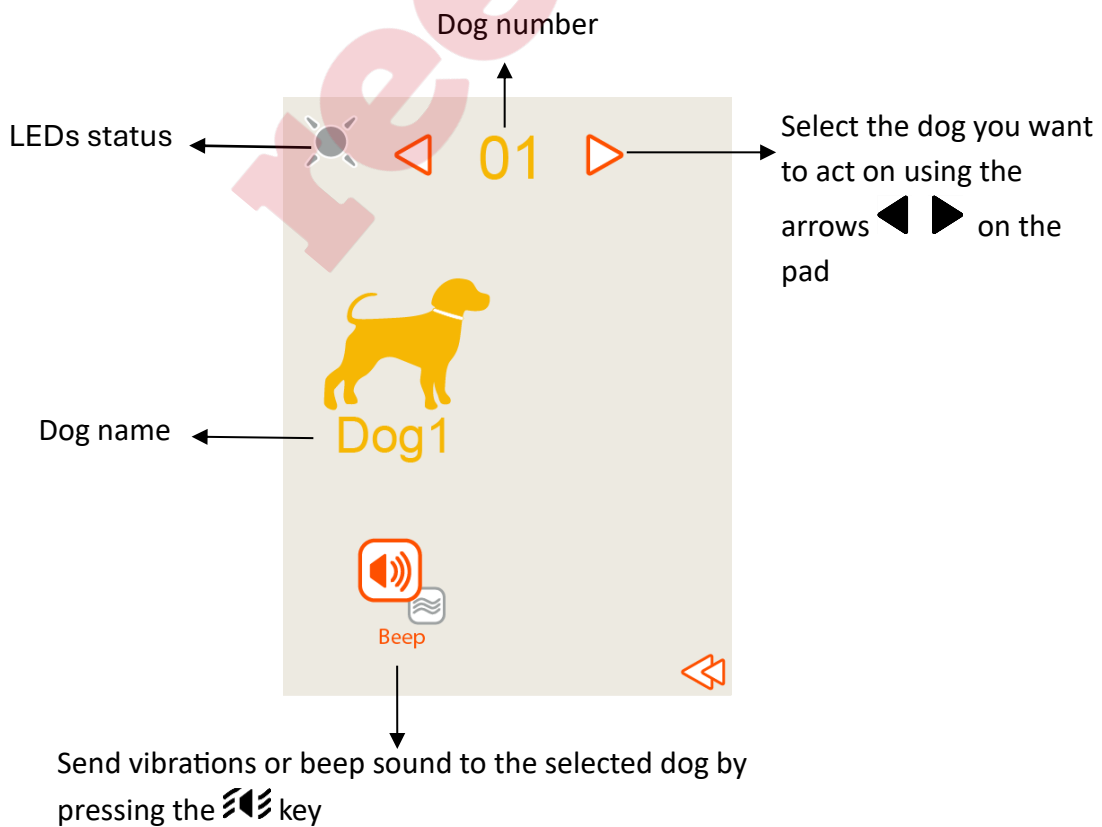 Dog number
LEDs status
01
Select the dog you want
to act on using the
arrows on the
pad
Dog name
Dog1
Beep
Send vibrations or beep sound to the selected dog by
pressing the key